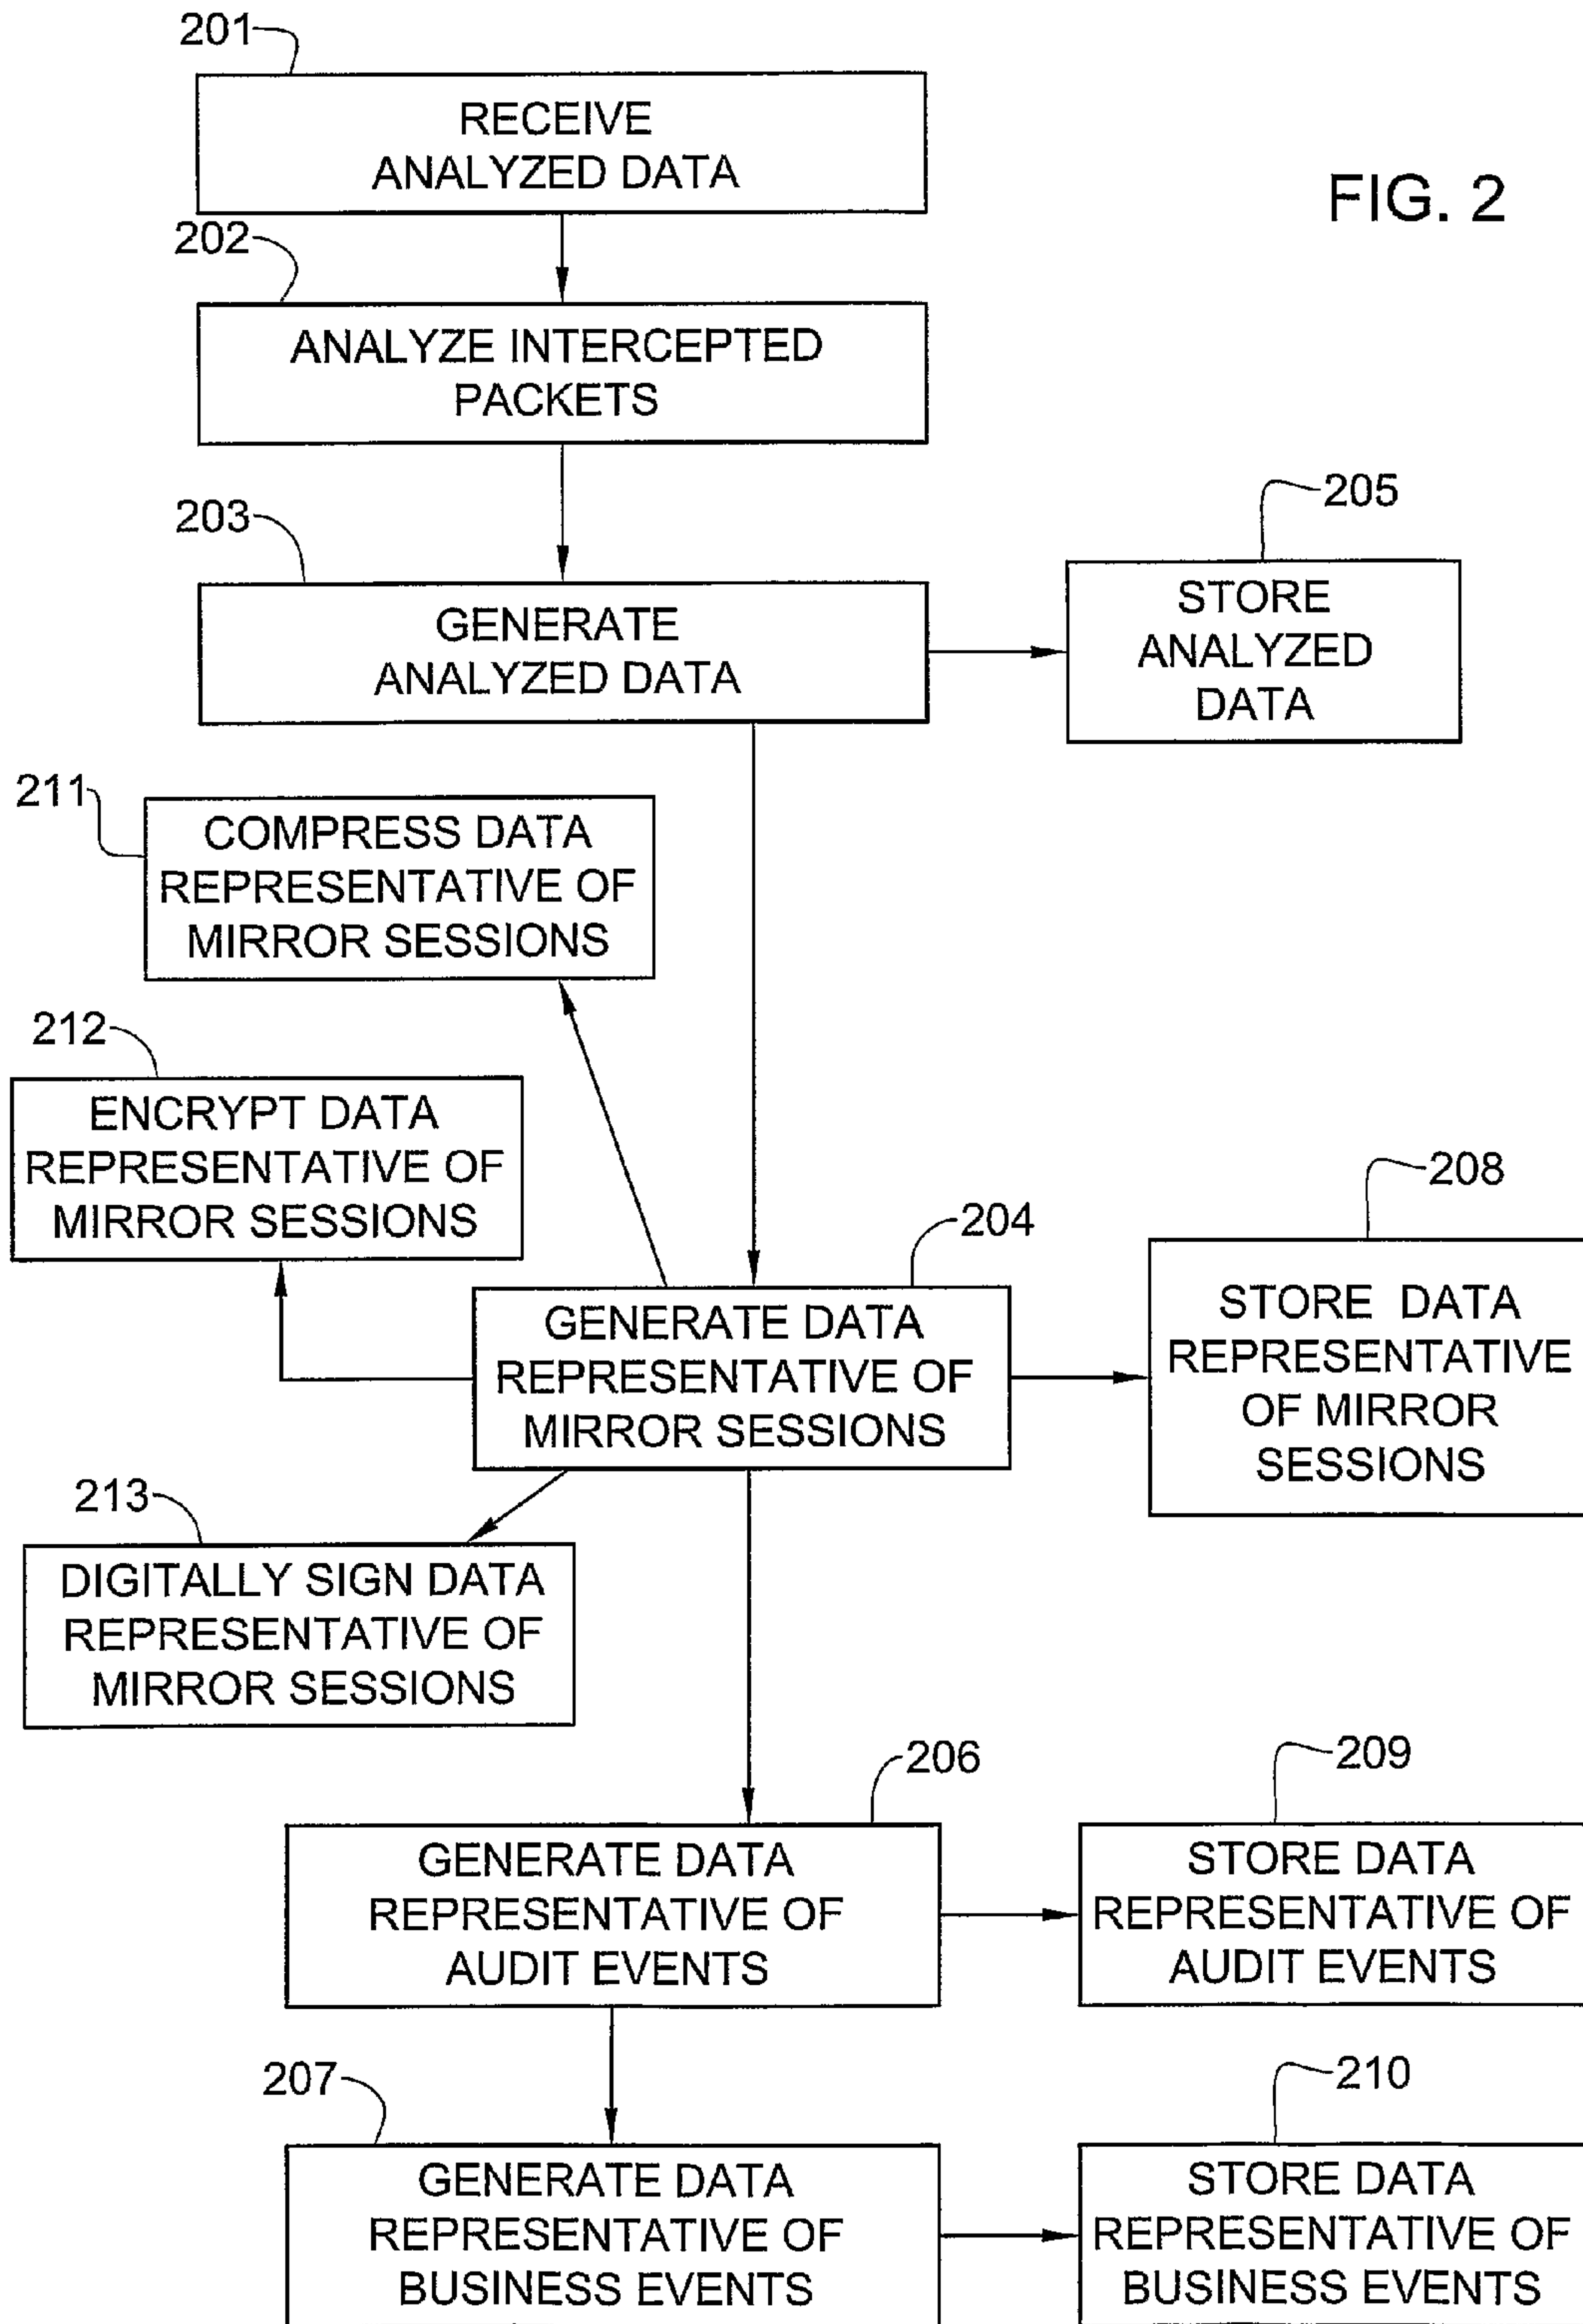 201
RECEIVE
ANALYZED DATA
FIG. 2
202
ANALYZE INTERCEPTED
PACKETS
203
GENERATE
ANALYZED DATA
205
STORE
ANALYZED
DATA
211
COMPRESS DATA
REPRESENTATIVE OF
MIRROR SESSIONS
212
ENCRYPT DATA
REPRESENTATIVE OF
MIRROR SESSIONS
204
GENERATE DATA
REPRESENTATIVE OF
MIRROR SESSIONS
208
STORE DATA
REPRESENTATIVE
OF MIRROR
SESSIONS
213
DIGITALLY SIGN DATA
REPRESENTATIVE OF
MIRROR SESSIONS
206
GENERATE DATA
REPRESENTATIVE OF
AUDIT EVENTS
209
STORE DATA
REPRESENTATIVE OF
AUDIT EVENTS
207
GENERATE DATA
REPRESENTATIVE OF
BUSINESS EVENTS
210
STORE DATA
REPRESENTATIVE OF
BUSINESS EVENTS